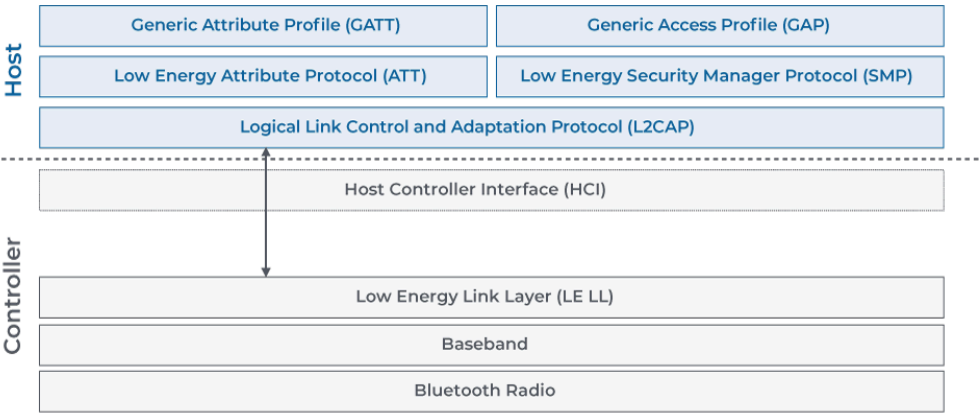 Host
Generic Attribute Profile (GATT)
Generic Access Profile (GAP)
Low Energy Attribute Protocol (ATT)
Low Energy Security Manager Protocol (SMP)
Logical Link Control and Adaptation Protocol (L2CAP)
Controller
Host Controller Interface (HCI)
Low Energy Link Layer (LE LL)
Baseband
Bluetooth Radio